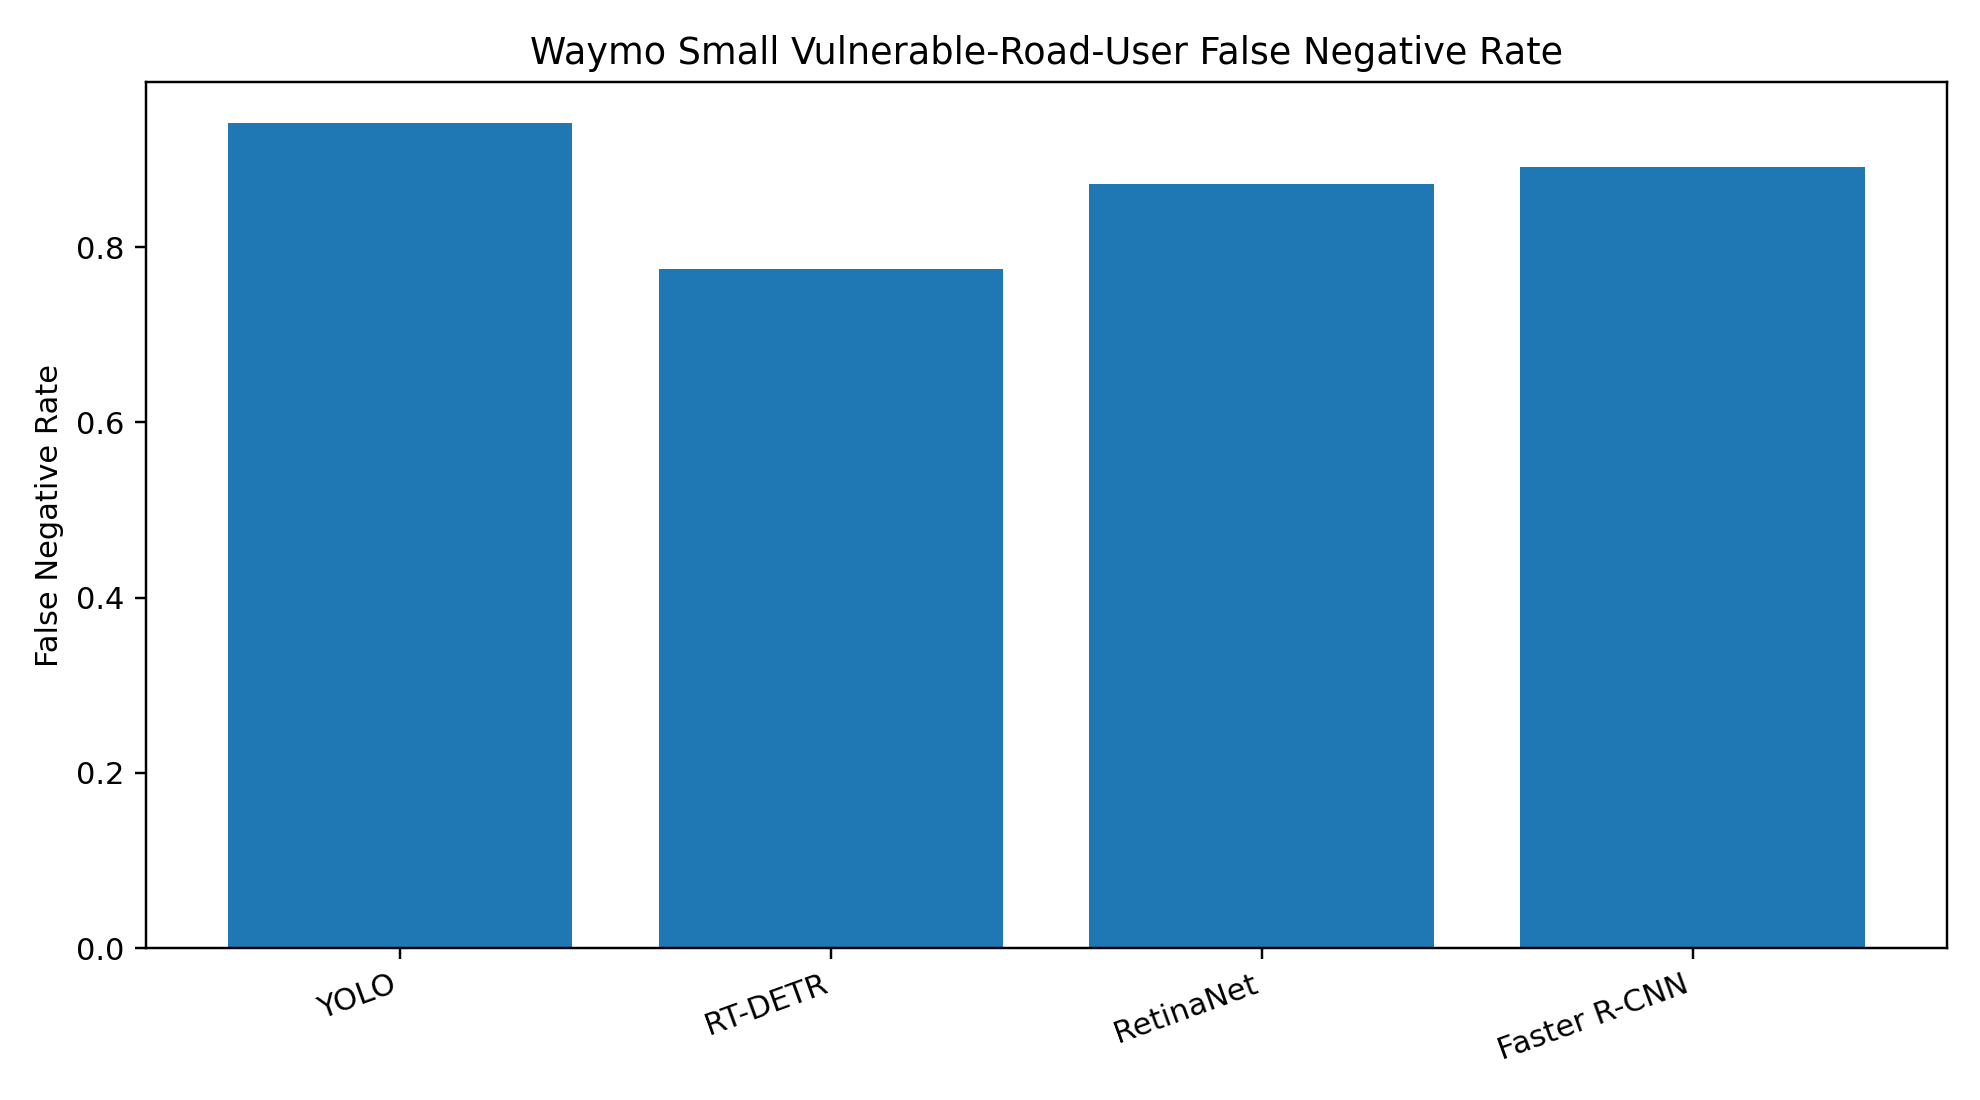 Waymo Small Vulnerable-Road-User False Negative Rate
False Negative Rate
0.8
0.6
0.4
0.2
0.0
YOLO
RT-DETR
RetinaNet
Faster R-CNN